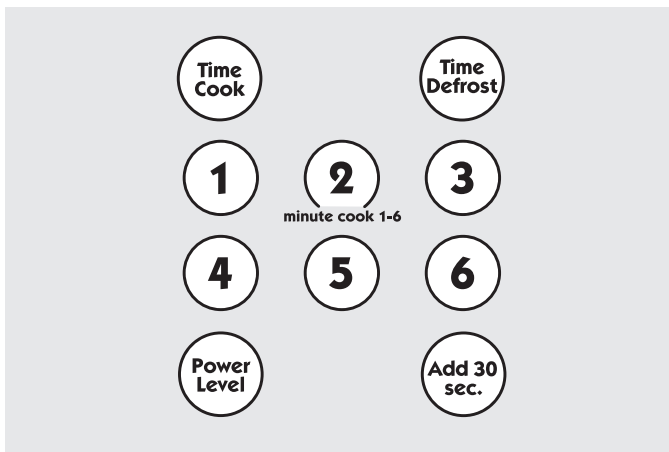 Time
Cook
Time
Defrost
1
2
3
minute cook 1-6
4
5
6
Power
Level
Add 30
sec.